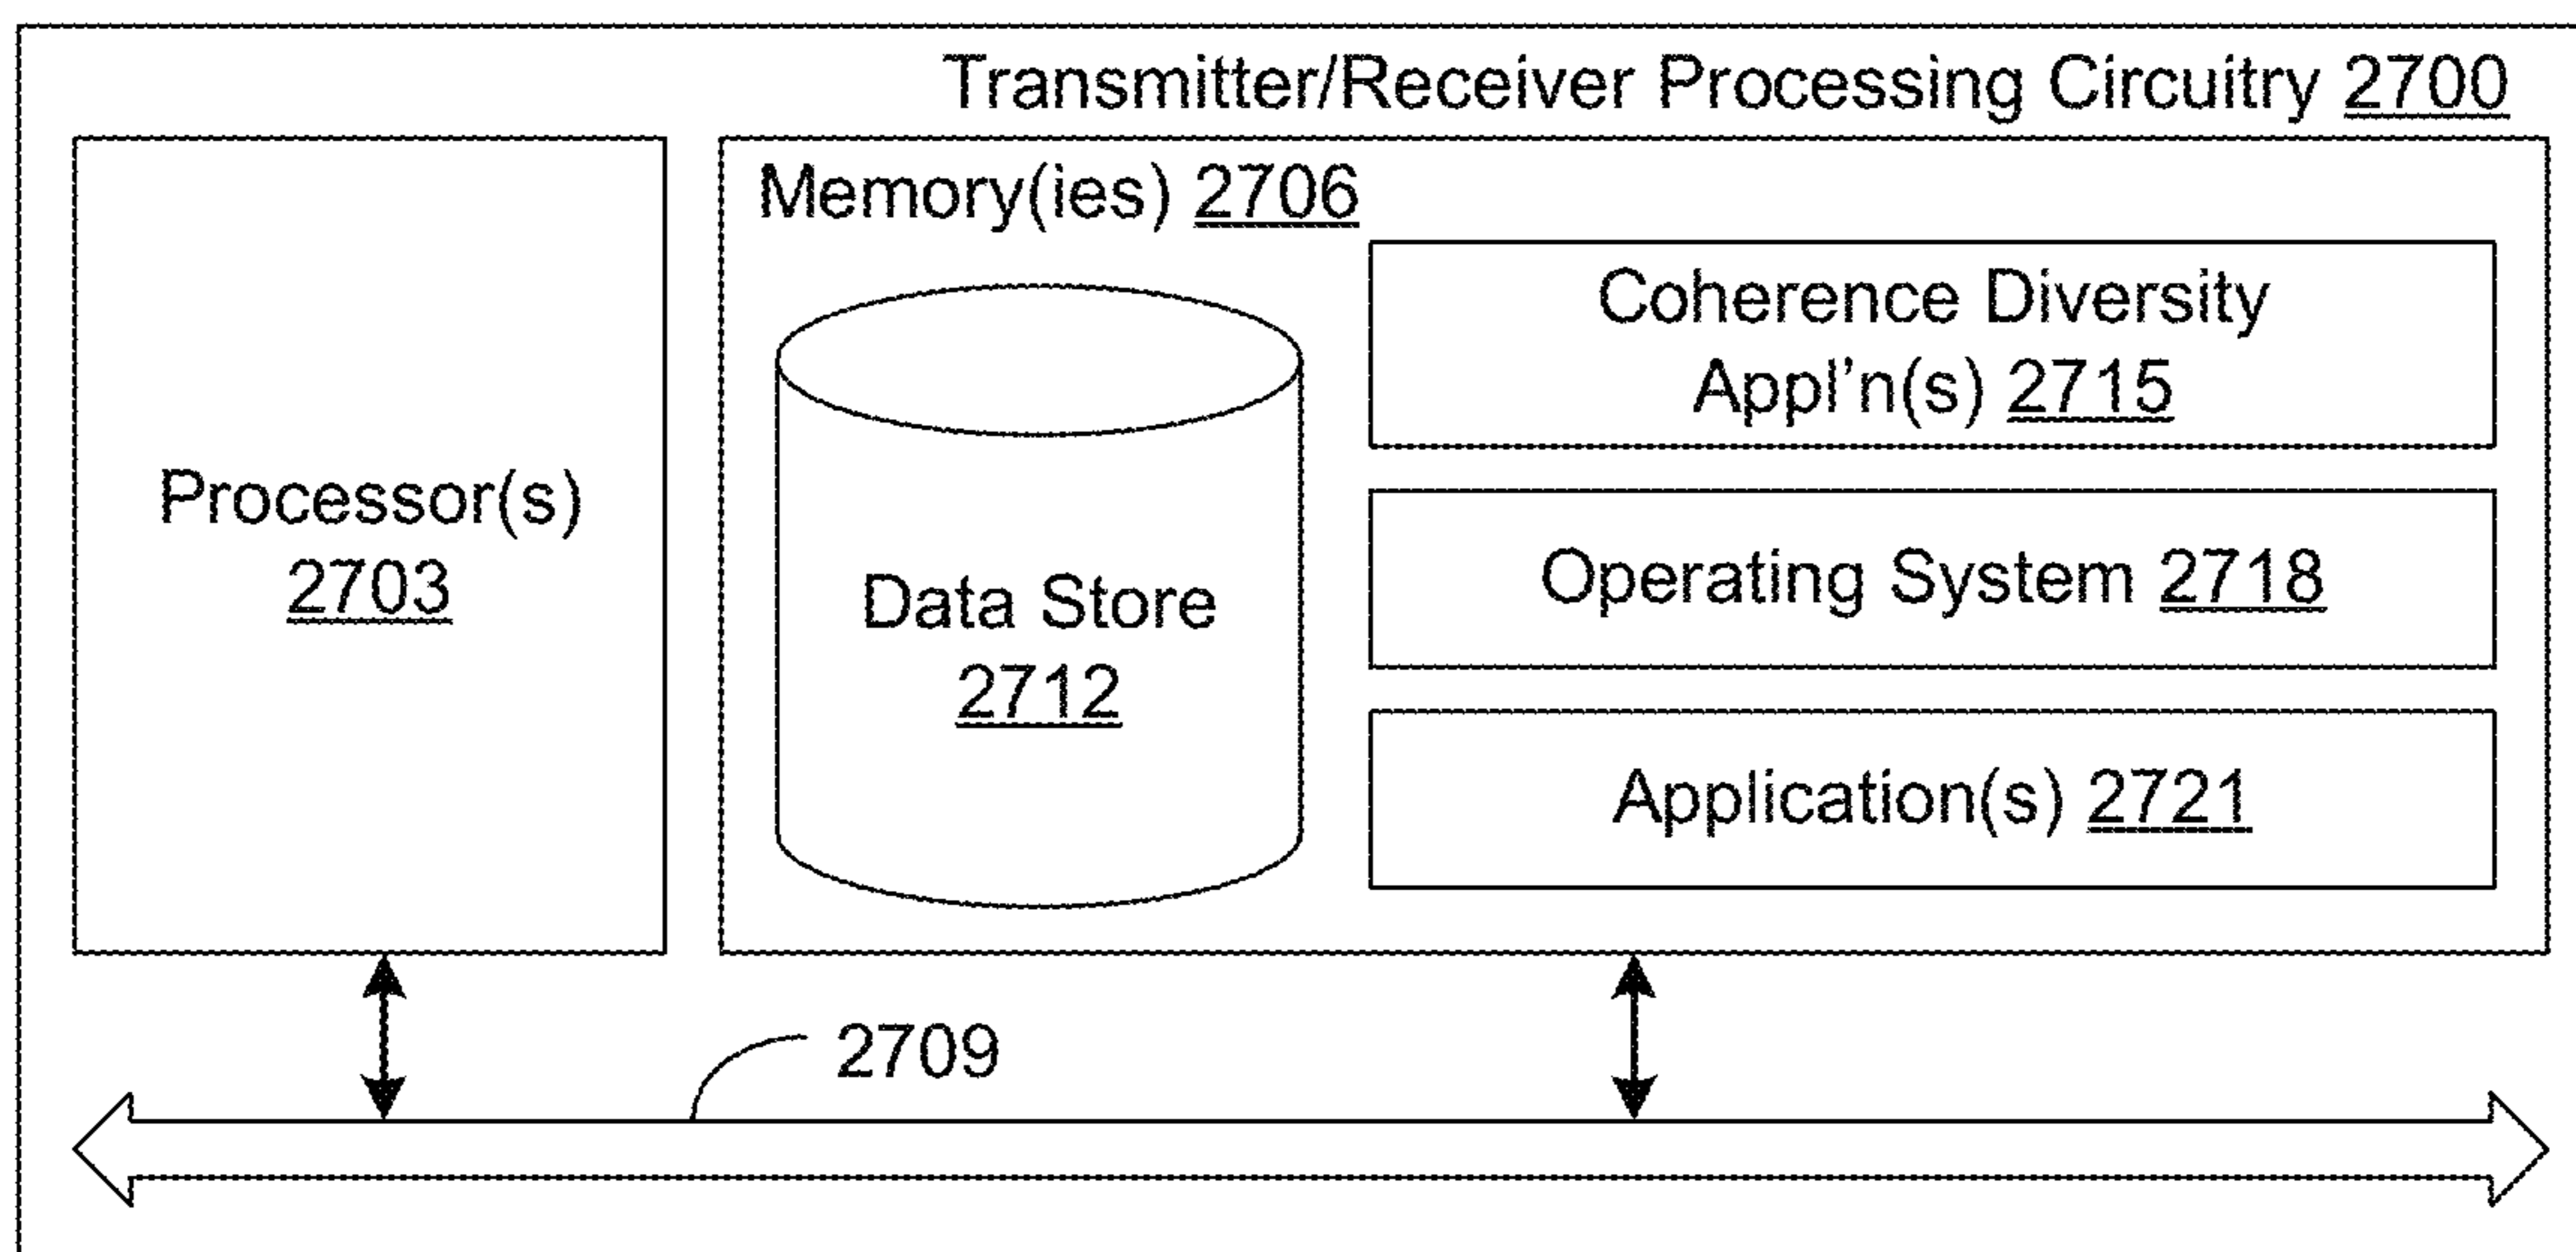 Transmitter/Receiver Processing Circuitry 2700
Processor(s)
2703
Memory(ies) 2706
Data Store
2712
Coherence Diversity
Appl'n(s) 2715
Operating System 2718
Application(s) 2721
2709